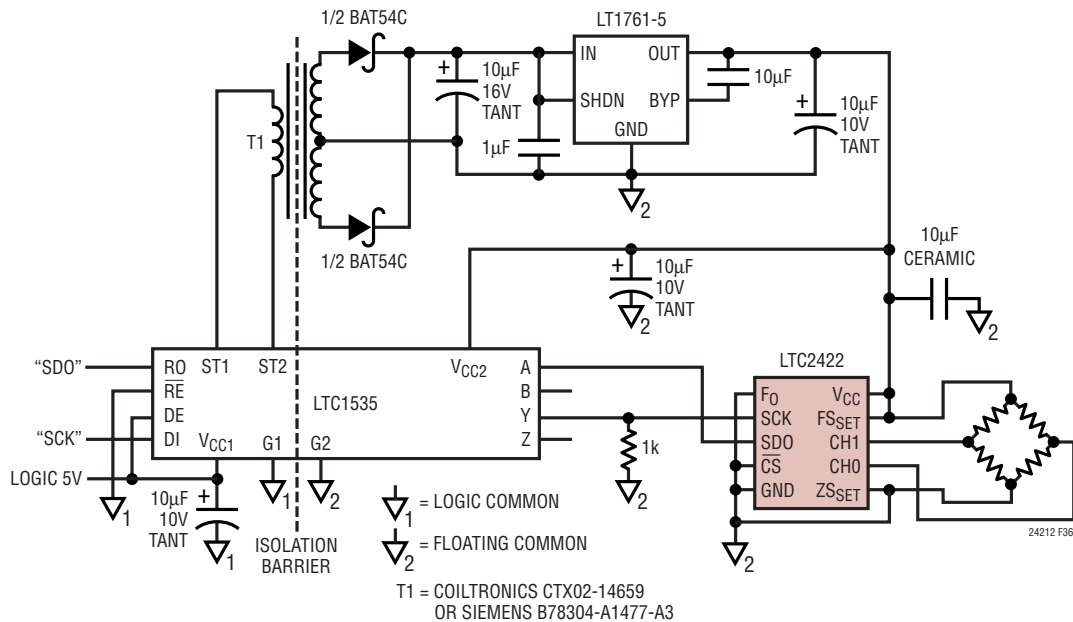 1/2 BAT54C
LT1761-5
IN
OUT
SHDN
BYP
GND
+
10µF
16V
TANT
1µF
10µF
+
10µF
10V
TANT
2
T1
1/2 BAT54C
+
10µF
10V
TANT
2
10µF
CERAMIC
2
"SDO"
"SCK"
LOGIC 5V
RO
RE
DE
DI
ST1
ST2
VCC1
G1
G2
VCC2
LTC1535
A
B
Y
Z
1k
2
LTC2422
FO
SCK
SDO
CS
GND
VCC
FSSET
CH1
CH0
ZSSET
2
1
+
10µF
10V
TANT
1
1
2
ISOLATION
BARRIER
1 = LOGIC COMMON
2 = FLOATING COMMON
T1 = COILTRONICS CTX02-14659
OR SIEMENS B78304-A1477-A3
24212 F36